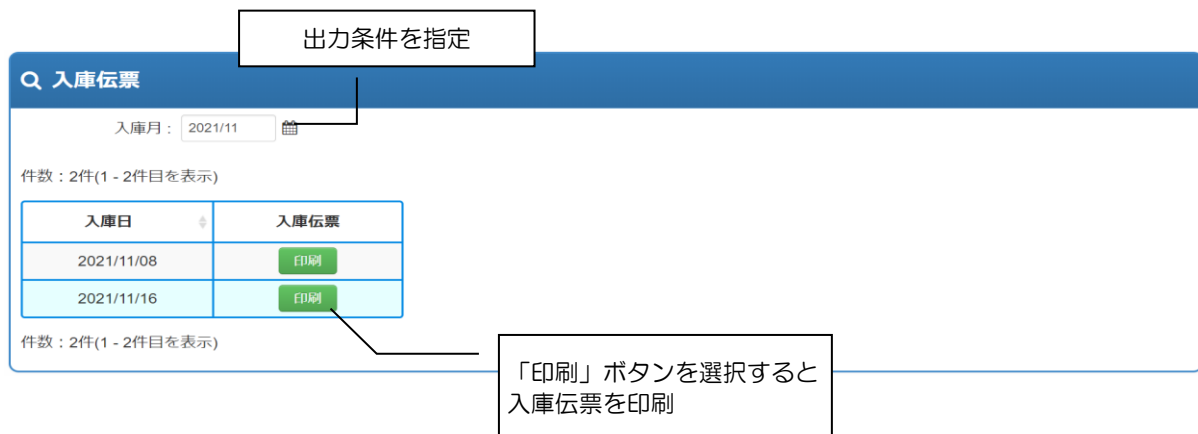 出力条件を指定
入庫伝票
入庫月： 2021/11
件数：2件(1 - 2件目を表示)
入庫日 入庫伝票
2021/11/08 印刷
2021/11/16 印刷
件数：2件(1 - 2件目を表示)
「印刷」ボタンを選択すると
入庫伝票を印刷